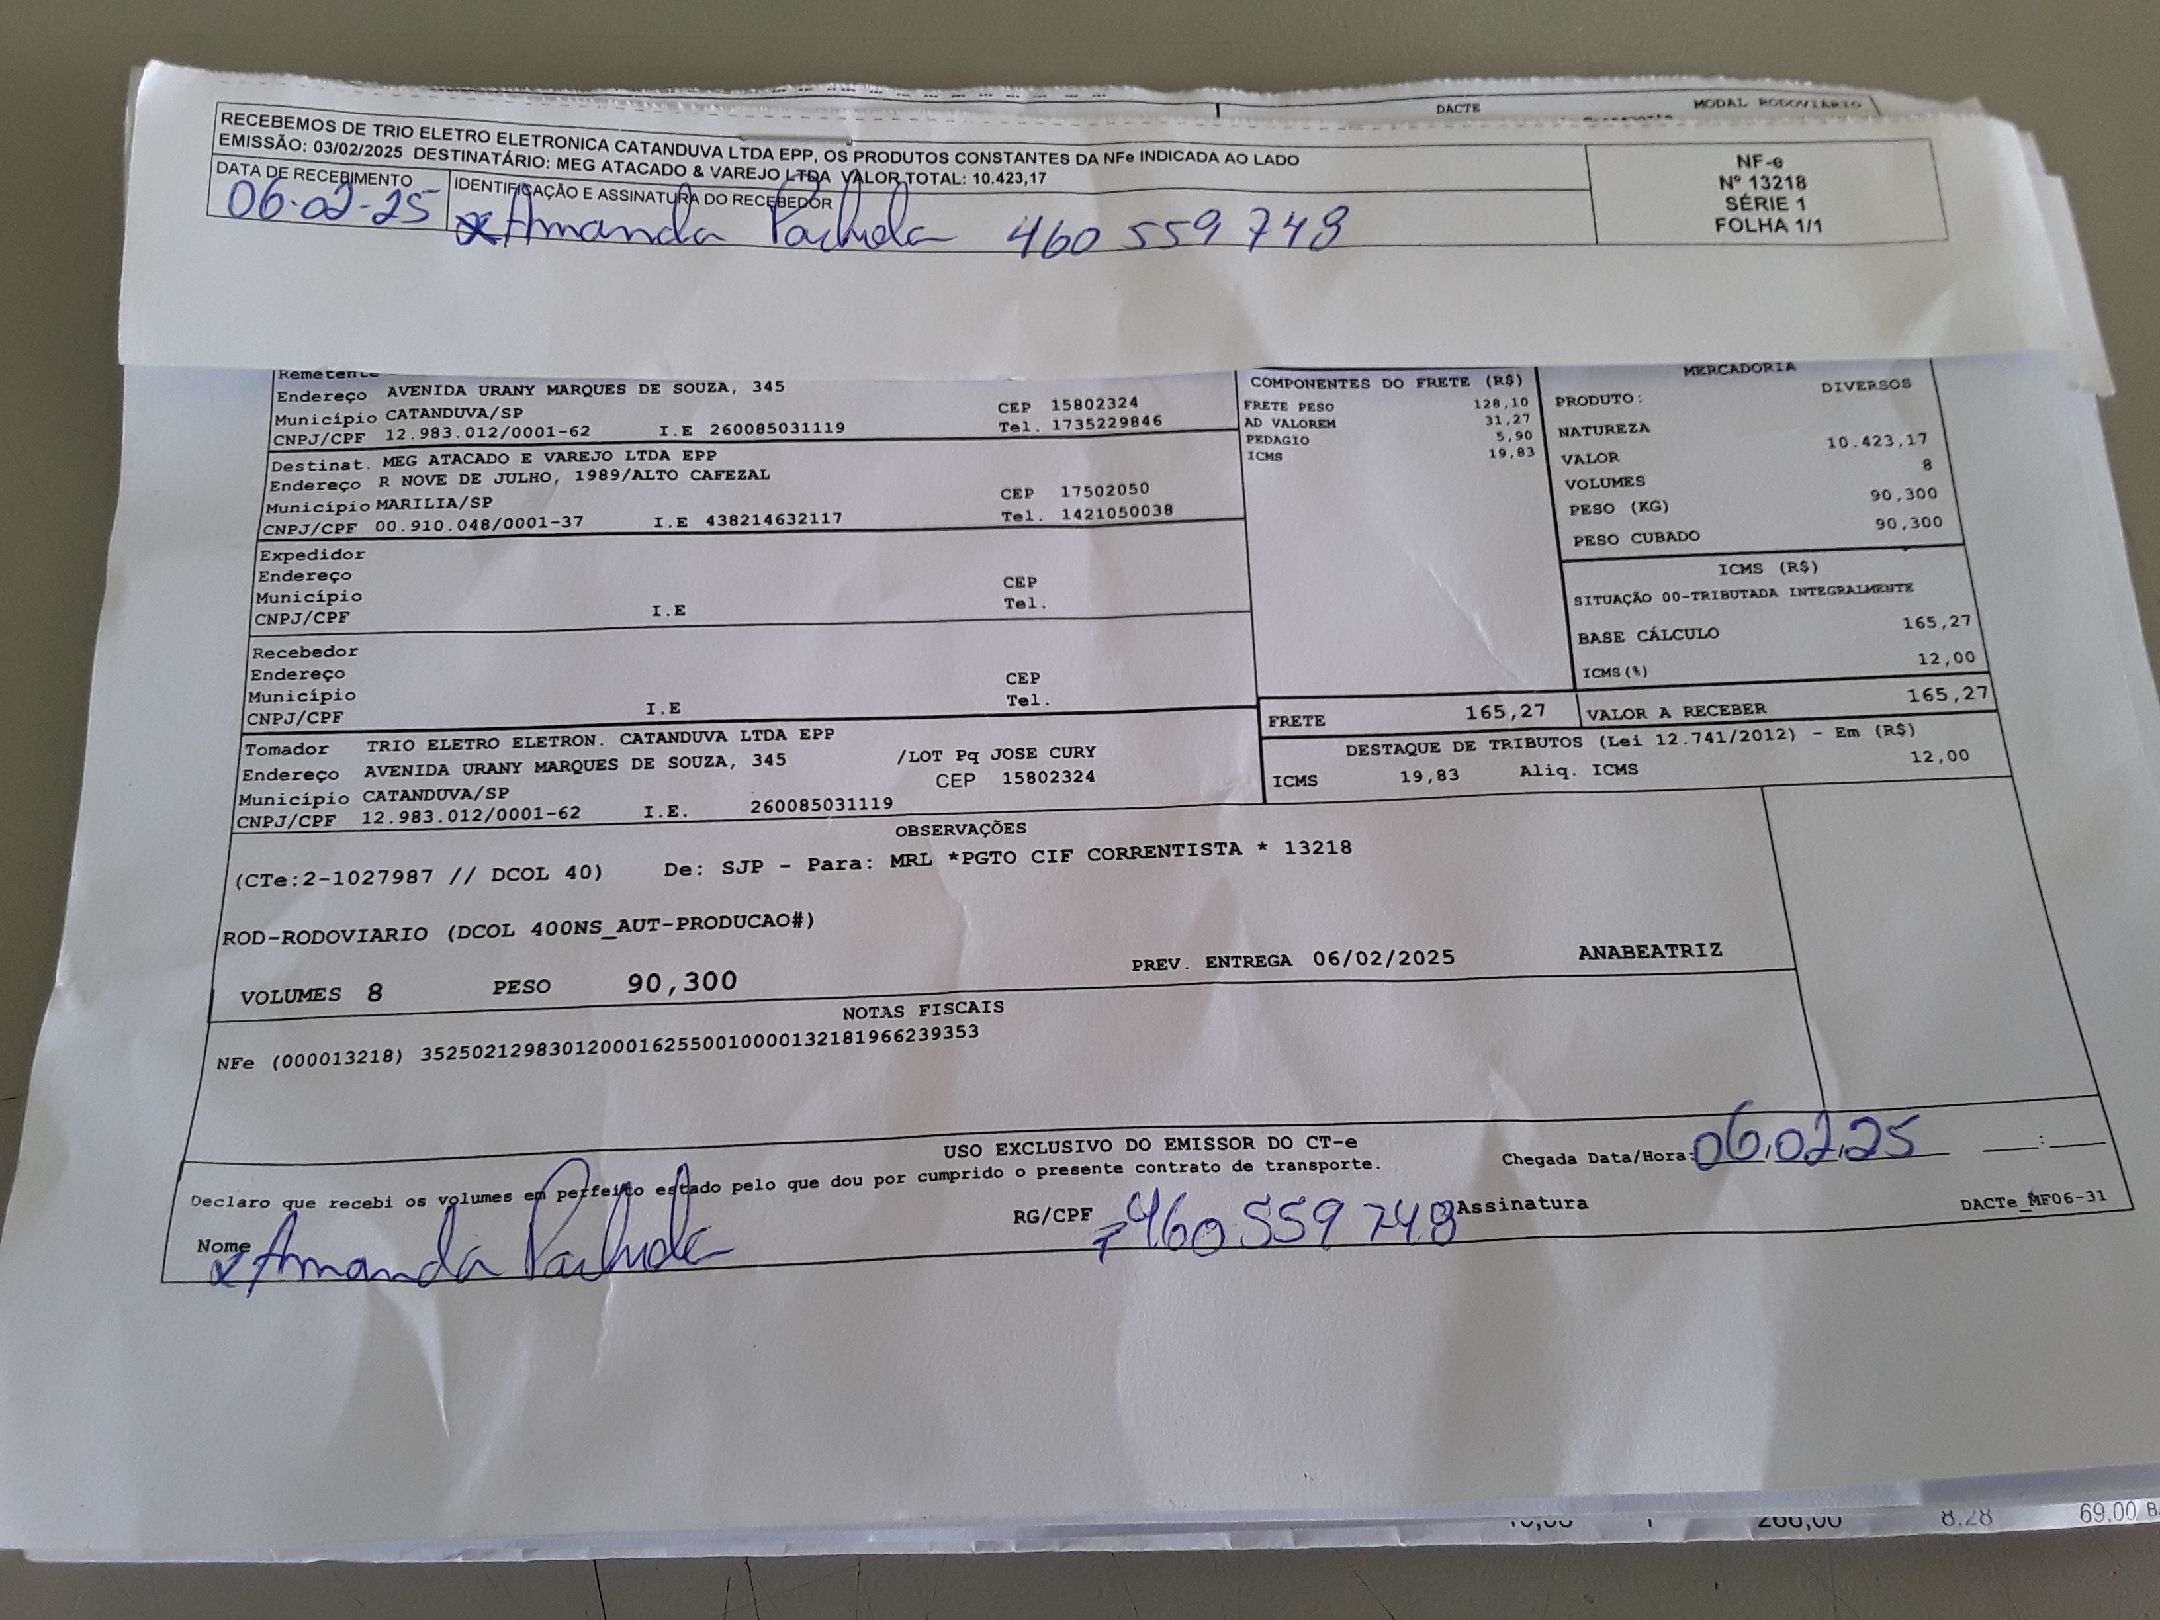 DACTE MODAL RODOVIÁRIO
RECEBEMOS DE TRIO ELETRO ELETRONICA CATANDUVA LTDA EPP, OS PRODUTOS CONSTANTES DA NFe INDICADA AO LADO
EMISSÃO: 03/02/2025 DESTINATÁRIO: MEG ATACADO & VAREJO LTDA VALOR TOTAL: 10.423,17
DATA DE RECEBIMENTO
06-02-25
IDENTIFICAÇÃO E ASSINATURA DO RECEBEDOR
Amanda 460 559 748
NF-e
Nº 13218
SÉRIE 1
FOLHA 1/1
Remetente
Endereço AVENIDA URANY MARQUES DE SOUZA, 345
Município CATANDUVA/SP CEP 15802324
CNPJ/CPF 12.983.012/0001-62 I.E 260085031119 Tel. 1735229846
Destinat. MEG ATACADO E VAREJO LTDA EPP
Endereço R NOVE DE JULHO, 1989/ALTO CAFEZAL
Município MARILIA/SP CEP 17502050
CNPJ/CPF 00.910.048/0001-37 I.E 438214632117 Tel. 1421050038
Expedidor
Endereço
Município CEP
CNPJ/CPF I.E Tel.
Recebedor
Endereço
Município CEP
CNPJ/CPF I.E Tel.
Tomador TRIO ELETRO ELETRON. CATANDUVA LTDA EPP
Endereço AVENIDA URANY MARQUES DE SOUZA, 345 /LOT Pq JOSE CURY
Município CATANDUVA/SP CEP 15802324
CNPJ/CPF 12.983.012/0001-62 I.E. 260085031119
COMPONENTES DO FRETE (R$)
FRETE PESO 128,10
AD VALOREM 31,27
PEDAGIO 5,90
ICMS 19,83
MERCADORIA
PRODUTO: DIVERSOS
NATUREZA
VALOR 10.423,17
VOLUMES 8
PESO (KG) 90,300
PESO CUBADO 90,300
ICMS (R$)
SITUAÇÃO 00-TRIBUTADA INTEGRALMENTE
BASE CÁLCULO 165,27
ICMS(%) 12,00
FRETE 165,27 VALOR A RECEBER 165,27
DESTAQUE DE TRIBUTOS (Lei 12.741/2012) - Em (R$)
ICMS 19,83 Aliq. ICMS 12,00
OBSERVAÇÕES
(CTe:2-1027987 // DCOL 40) De: SJP - Para: MRL *PGTO CIF CORRENTISTA * 13218
ROD-RODOVIARIO (DCOL 400NS_AUT-PRODUCAO#)
VOLUMES 8 PESO 90,300 PREV. ENTREGA 06/02/2025 ANABEATRIZ
NOTAS FISCAIS
NFe (000013218) 35250212983012000162550010000132181966239353
USO EXCLUSIVO DO EMISSOR DO CT-e
Declaro que recebi os volumes em perfeito estado pelo que dou por cumprido o presente contrato de transporte.
Chegada Data/Hora: 06.02.25 ___:____
Nome Amanda RG/CPF 460 559 748 Assinatura
DACTe_MF06-31
8.28 69.00